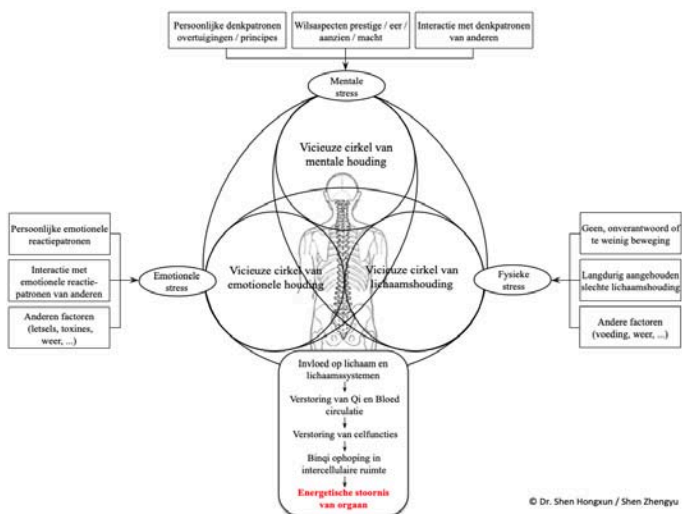 Persoonlijke denkpatronen
overtuigingen / principes
Wilsaspecten prestige / eer /
aanzien / macht
Interactie met denkpatronen
van anderen
Mentale
stress
Vicieuze cirkel van
mentale houding
Persoonlijke emotionele
reactiepatronen
Interactie met
emotionele reactie-
patronen van anderen
Anderen factoren
(letsels, toxines,
weer, ...)
Emotionele
stress
Vicieuze cirkel van
emotionele houding
Vicieuze cirkel van
lichaamshouding
Fysieke
stress
Geen, onverantwoord of
te weinig beweging
Langdurig aangehouden
slechte lichaamshouding
Andere factoren
(voeding, weer, ...)
Invloed op lichaam en
lichaamssystemen
Verstoring van Qi en Bloed
circulatie
Verstoring van celfuncties
Binqi ophoping in
intercellulaire ruimte
Energetische stoornis
van orgaan
© Dr. Shen Hongxun / Shen Zhengyu